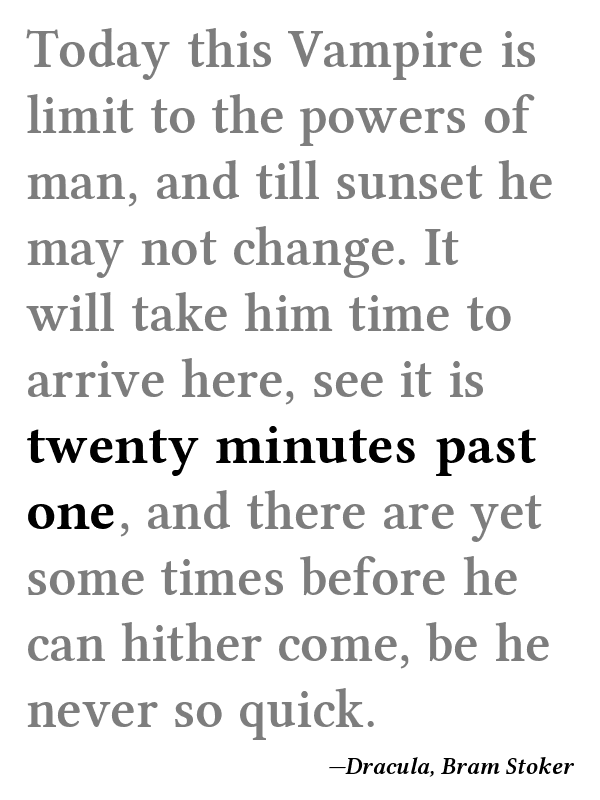 Today this Vampire is
limit to the powers of
man, and till sunset he
may not change. It
will take him time to
arrive here, see it is
twenty minutes past
one, and there are yet
some times before he
can hither come, be he
never so quick.
—Dracula, Bram Stoker